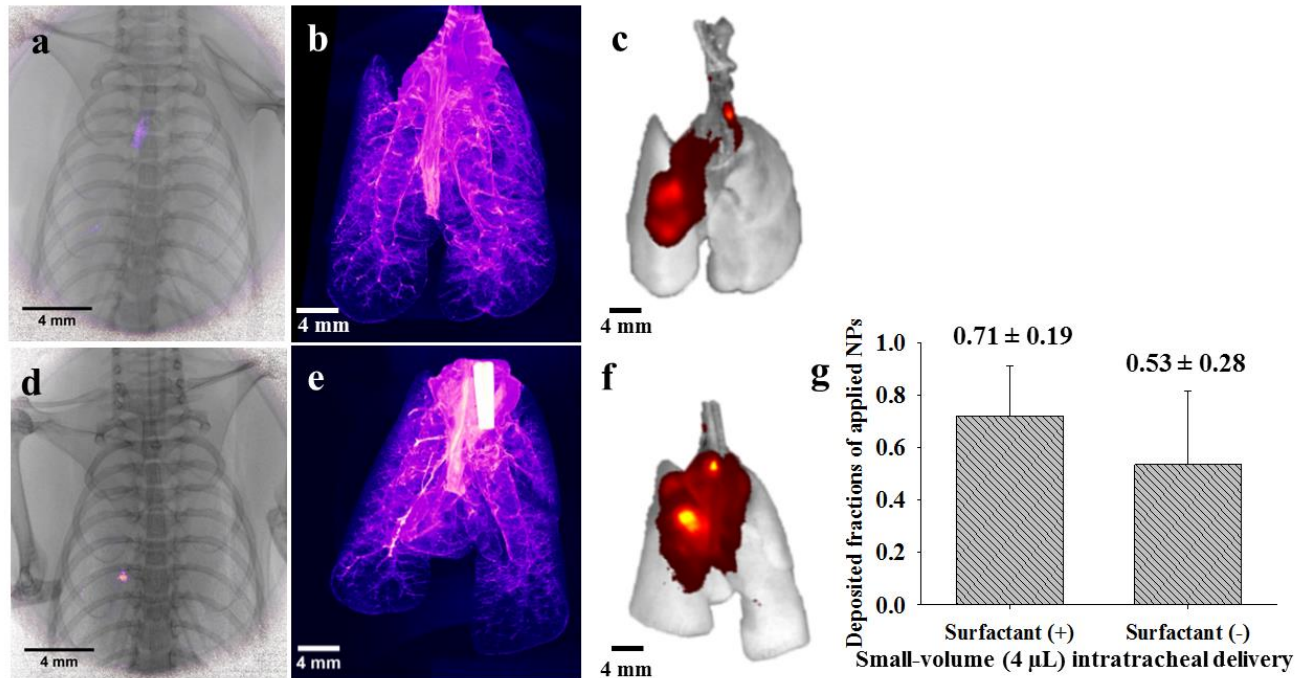 a
4 mm
b
4 mm
c
4 mm
d
4 mm
e
4 mm
f
4 mm
g
Deposited fractions of applied NPs
1.0
0.8
0.6
0.4
0.2
0.0
0.71 ± 0.19
0.53 ± 0.28
Surfactant (+) Surfactant (-)
Small-volume (4 µL) intratracheal delivery